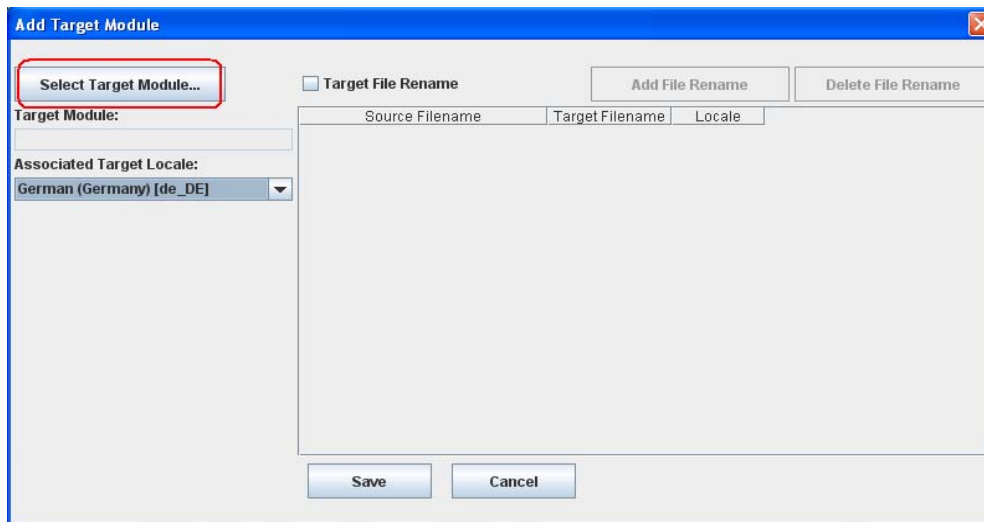 Add Target Module
Select Target Module...
Target File Rename
Add File Rename
Delete File Rename
Target Module:
Source Filename
Target Filename
Locale
Associated Target Locale:
German (Germany) [de_DE]
Save
Cancel